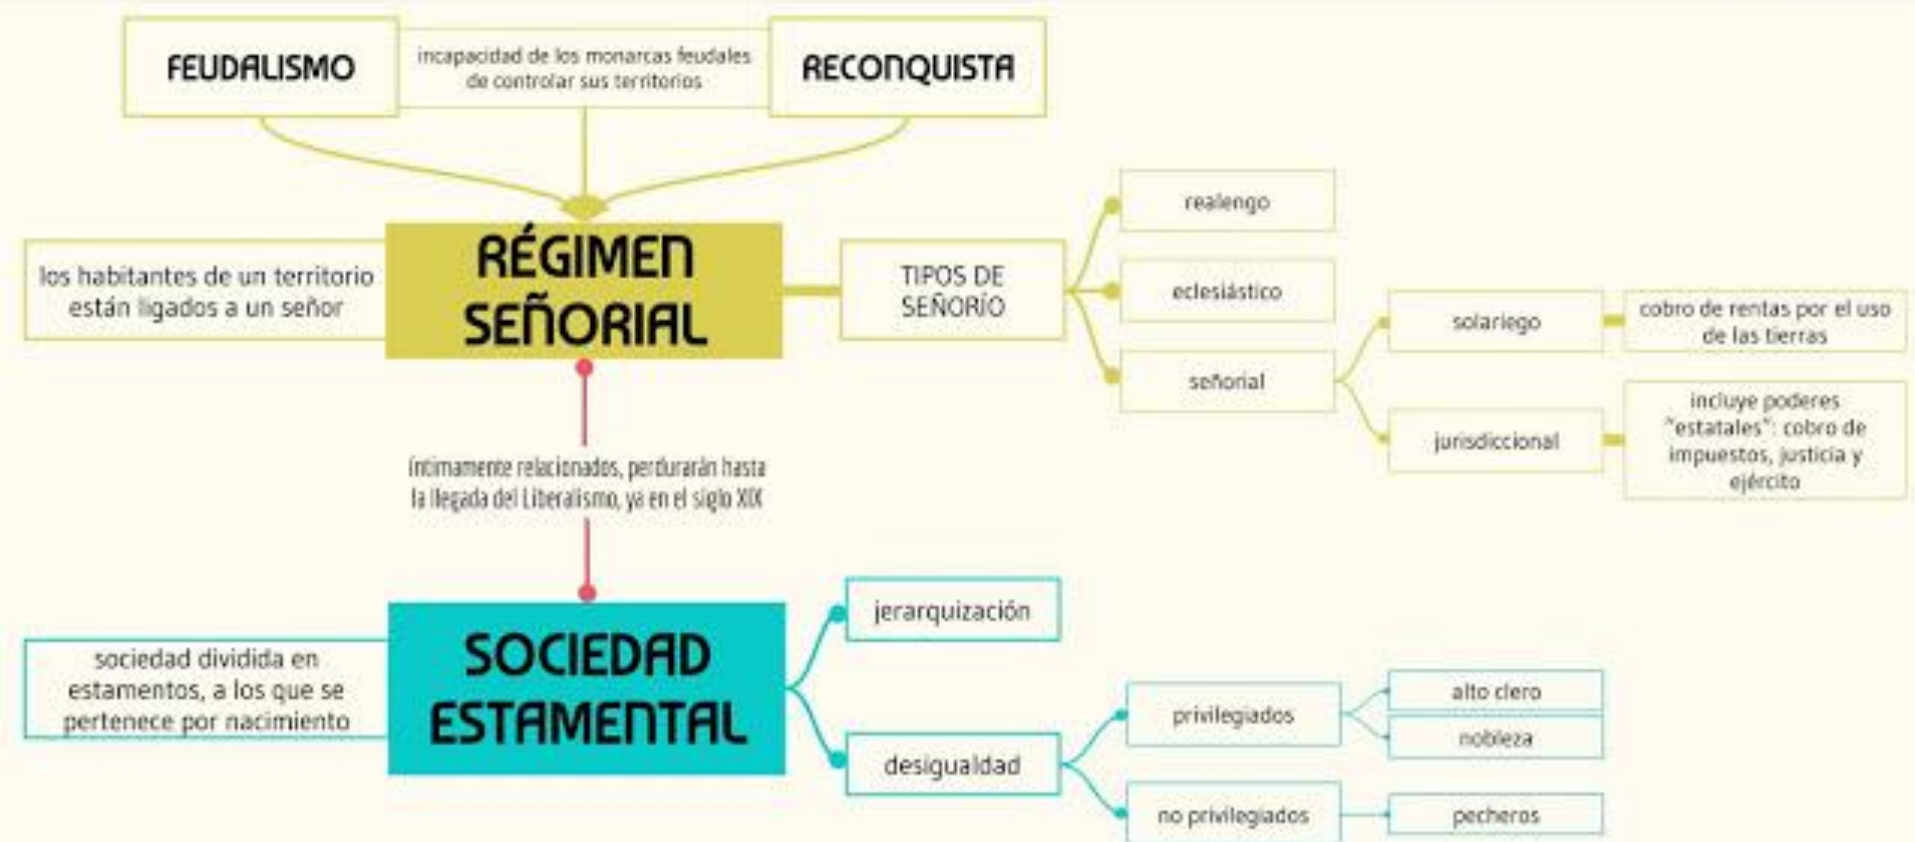 FEUDALISMO
incapacidad de los monarcas feudales
de controlar sus territorios
RECONQUISTA
los habitantes de un territorio
están ligados a un señor
RÉGIMEN
SEÑORIAL
TIPOS DE
SEÑORÍO
realengo
eclesiástico
señorial
solariego
cobro de rentas por el uso
de las tierras
jurisdiccional
incluye poderes
"estatales": cobro de
impuestos, justicia y
ejército
íntimamente relacionados, perdurarán hasta
la llegada del Liberalismo, ya en el siglo XIX
sociedad dividida en
estamentos, a los que se
pertenece por nacimiento
SOCIEDAD
ESTAMENTAL
jerarquización
desigualdad
privilegiados
alto clero
nobleza
no privilegiados
pecheros